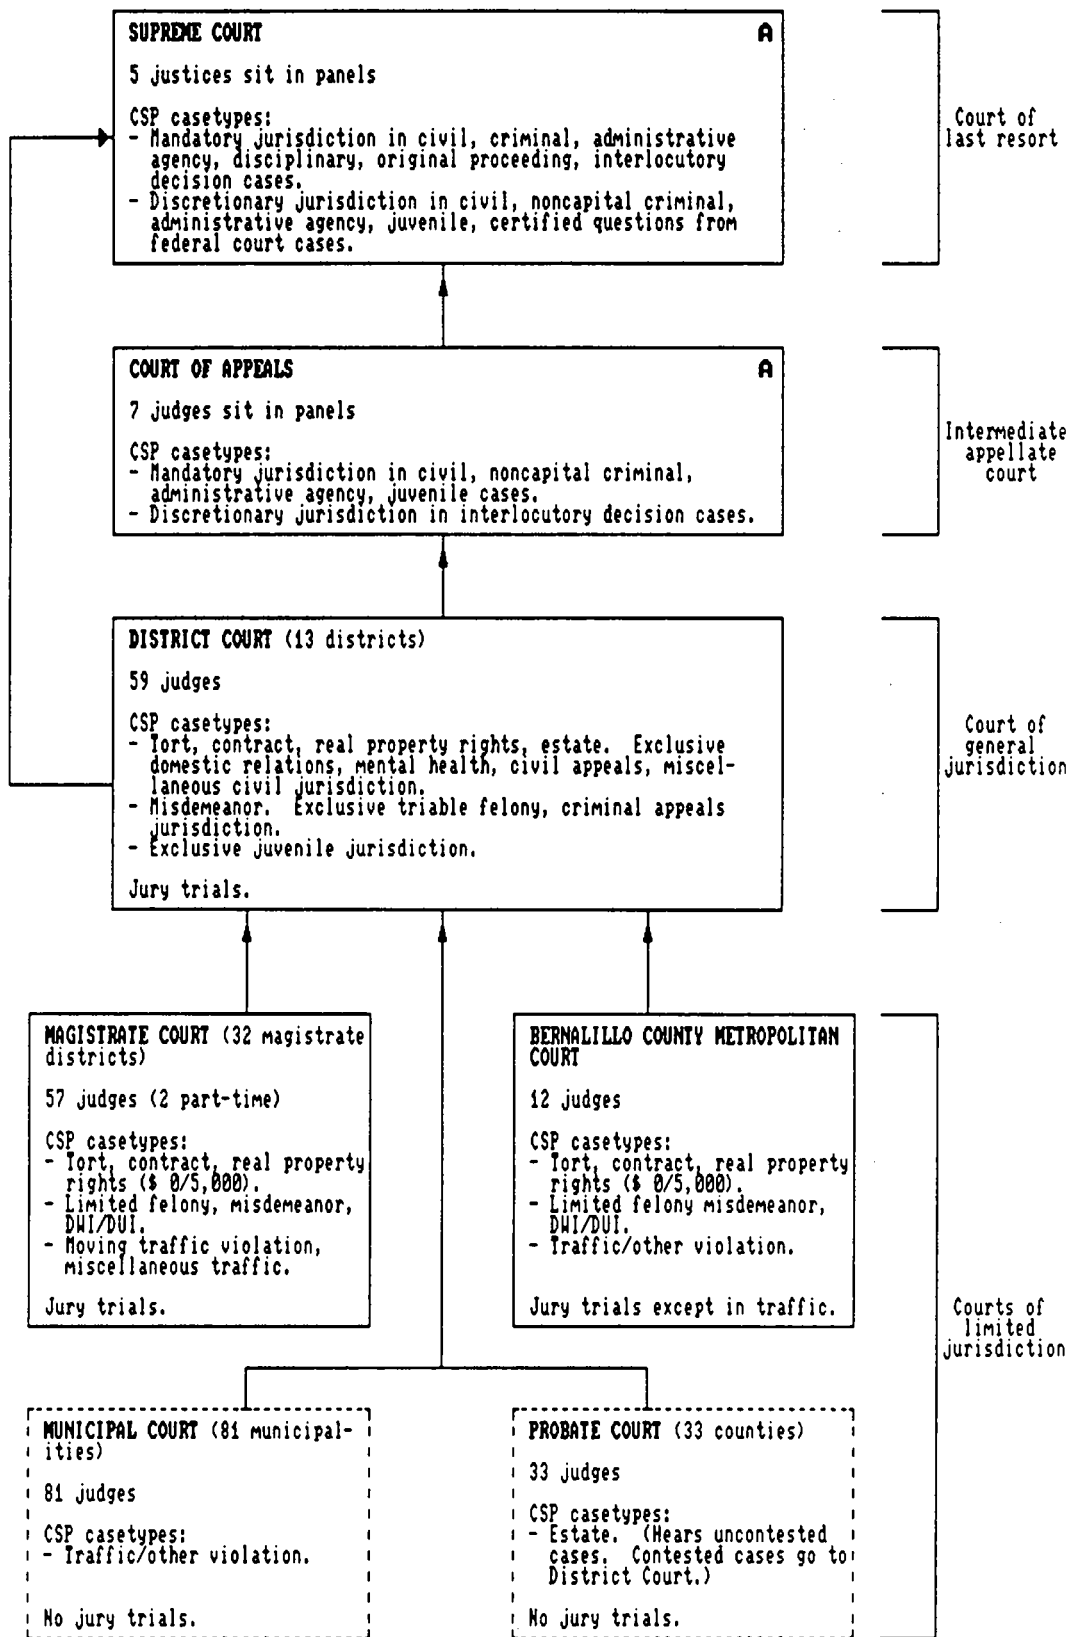 SUPREME COURT A
5 justices sit in panels
CSP casetypes:
- Mandatory jurisdiction in civil, criminal, administrative
agency, disciplinary, original proceeding, interlocutory
decision cases.
- Discretionary jurisdiction in civil, noncapital criminal,
administrative agency, juvenile, certified questions from
federal court cases.
Court of
last resort
COURT OF APPEALS A
7 judges sit in panels
CSP casetypes:
- Mandatory jurisdiction in civil, noncapital criminal,
administrative agency, juvenile cases.
- Discretionary jurisdiction in interlocutory decision cases.
Intermediate
appellate
court
DISTRICT COURT (13 districts)
59 judges
CSP casetypes:
- Tort, contract, real property rights, estate. Exclusive
domestic relations, mental health, civil appeals, miscel-
laneous civil jurisdiction.
- Misdemeanor. Exclusive triable felony, criminal appeals
jurisdiction.
- Exclusive juvenile jurisdiction.
Jury trials.
Court of
general
jurisdiction
MAGISTRATE COURT (32 magistrate
districts)
57 judges (2 part-time)
CSP casetypes:
- Tort, contract, real property
rights ($ 0/5,000).
- Limited felony, misdemeanor,
DWI/DUI.
- Moving traffic violation,
miscellaneous traffic.
Jury trials.
BERNALILLO COUNTY METROPOLITAN
COURT
12 judges
CSP casetypes:
- Tort, contract, real property
rights ($ 0/5,000).
- Limited felony misdemeanor,
DWI/DUI.
- Traffic/other violation.
Jury trials except in traffic.
Courts of
limited
jurisdiction
MUNICIPAL COURT (81 municipal-
ities)
81 judges
CSP casetypes:
- Traffic/other violation.
No jury trials.
PROBATE COURT (33 counties)
33 judges
CSP casetypes:
- Estate. (Hears uncontested
cases. Contested cases go to
District Court.)
No jury trials.